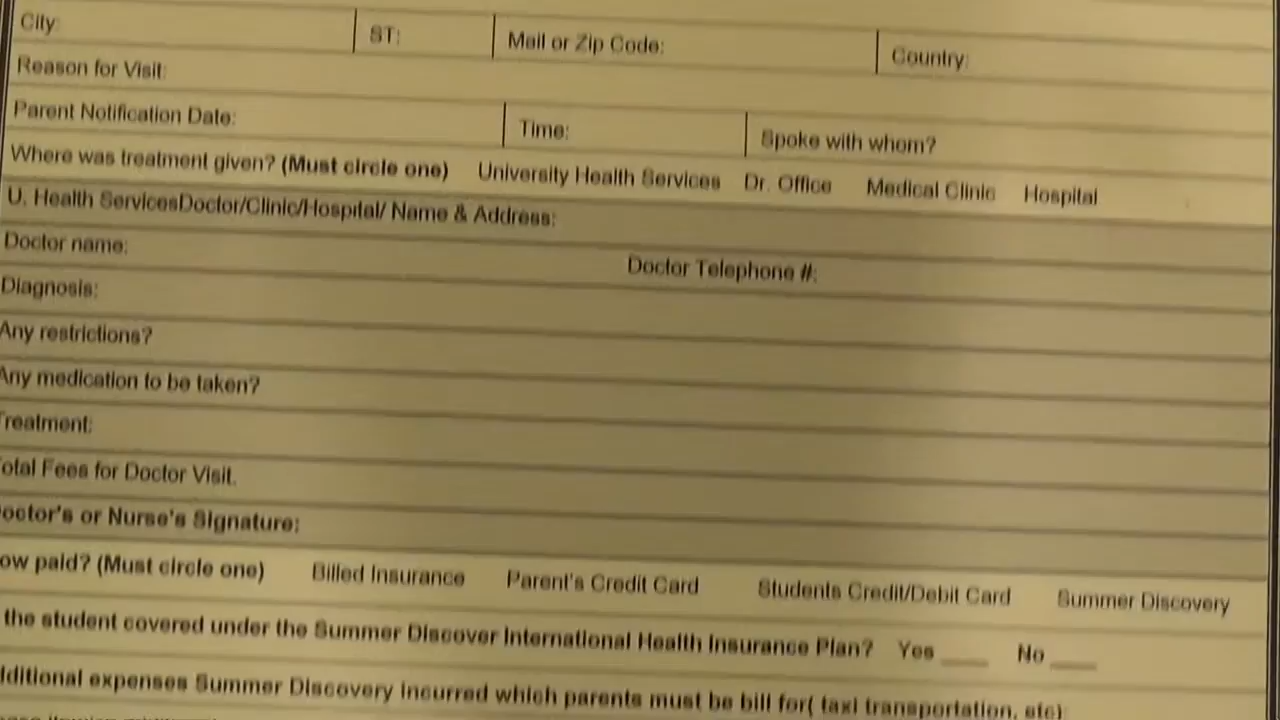 City: ST: Mail or Zip Code: Country:
Reason for Visit:
Parent Notification Date: Time: Spoke with whom?
Where was treatment given? (Must circle one) University Health Services Dr. Office Medical Clinic Hospital
U. Health ServicesDoctor/Clinic/Hospital/ Name & Address:
Doctor name: Doctor Telephone #:
Diagnosis:
Any restrictions?
Any medication to be taken?
Treatment:
otal Fees for Doctor Visit.
octor's or Nurse's Signature:
ow paid? (Must circle one) Billed Insurance Parent's Credit Card Students Credit/Debit Card Summer Discovery
the student covered under the Summer Discover International Health Insurance Plan? Yes ____ No ____
dditional expenses Summer Discovery incurred which parents must be bill for( taxi transportation, etc)